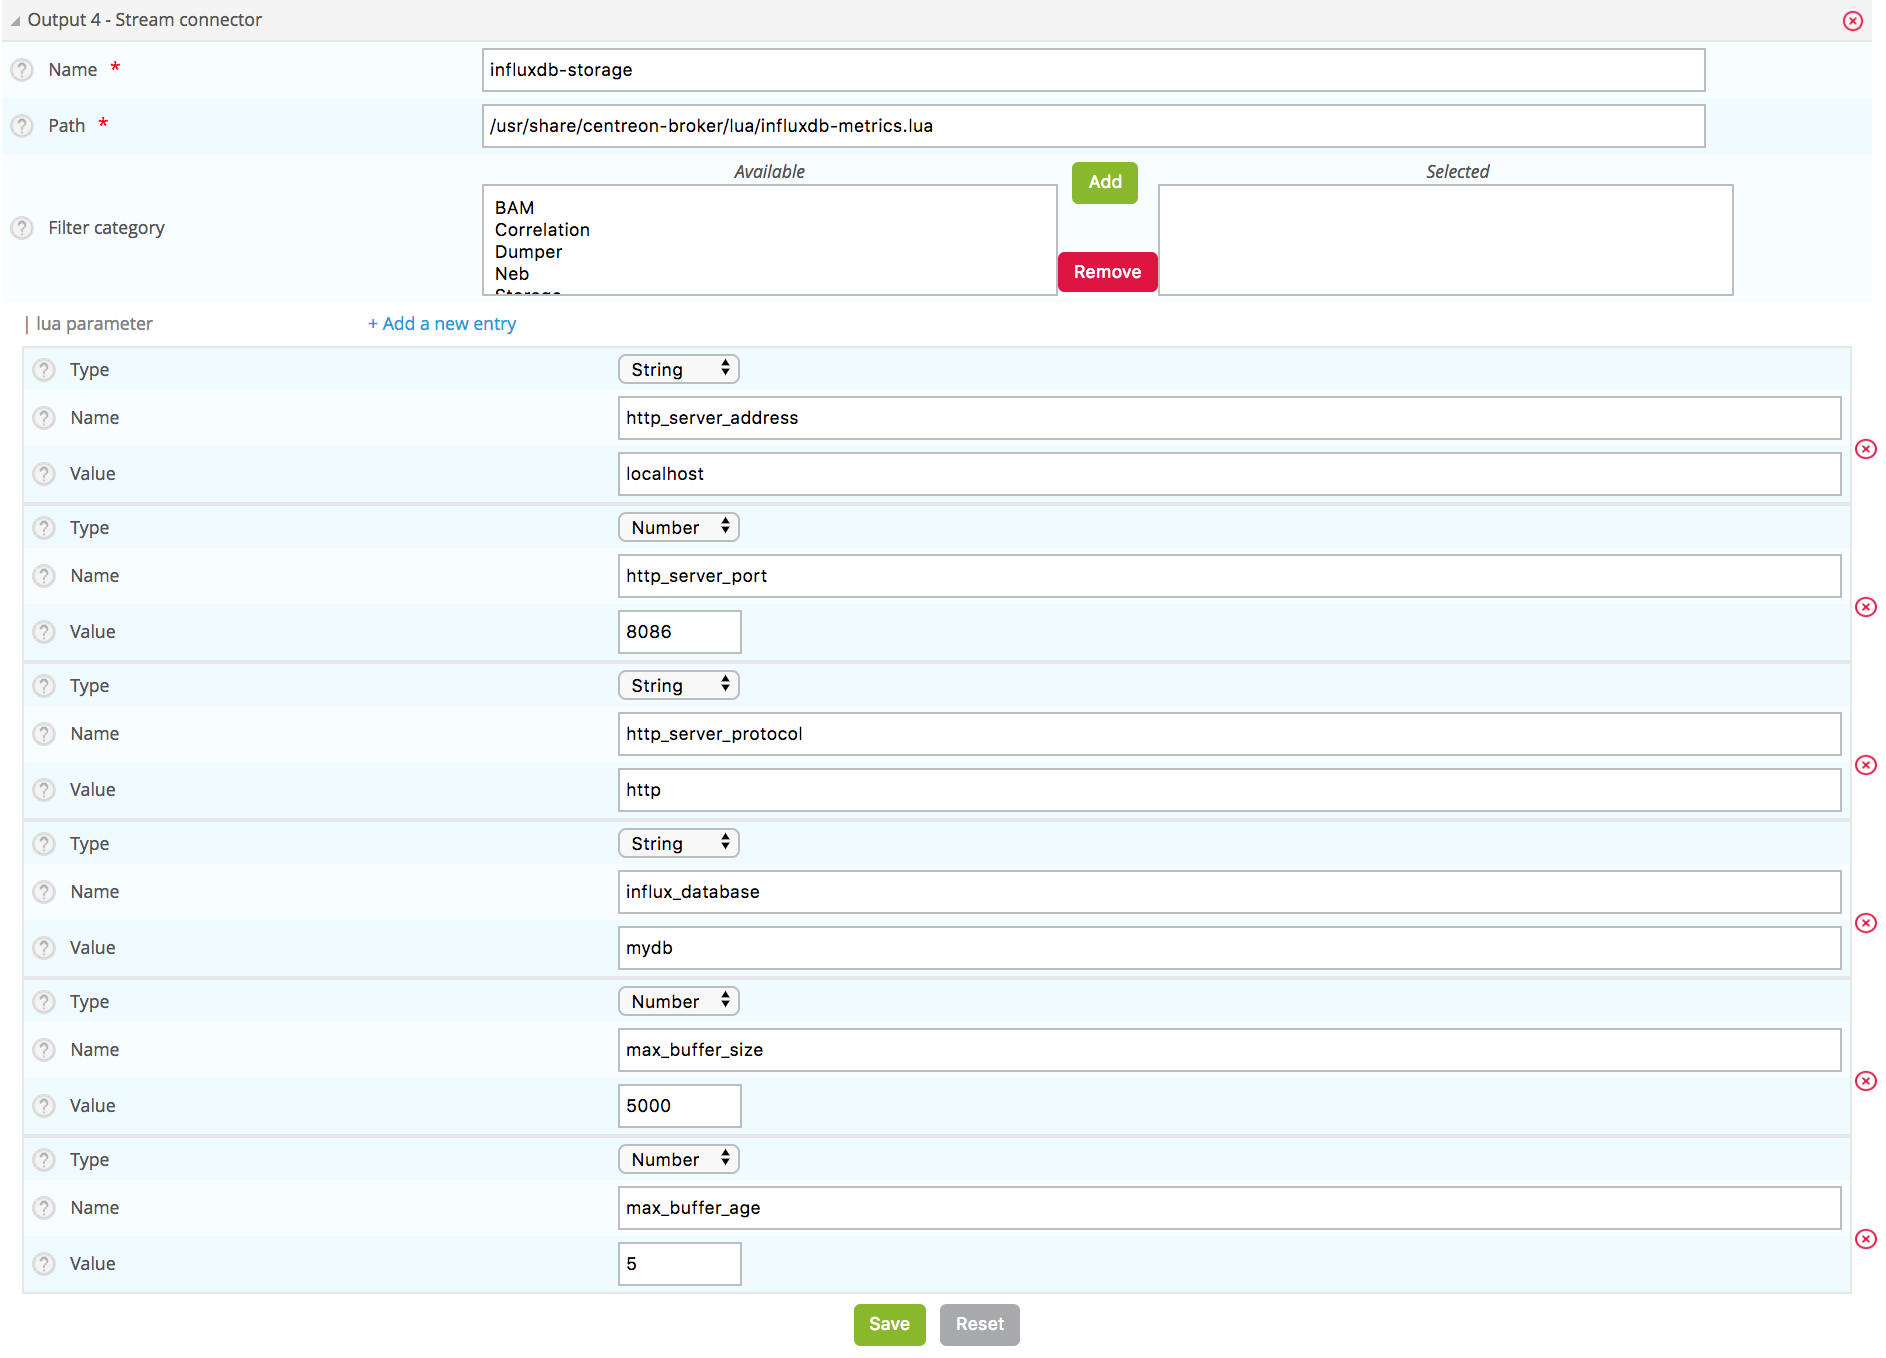 Output 4 - Stream connector
Name *
influxdb-storage
Path *
/usr/share/centreon-broker/lua/influxdb-metrics.lua
Filter category
Available
BAM
Correlation
Dumper
Neb
Storage
Add
Remove
Selected
| lua parameter + Add a new entry
Type String
Name http_server_address
Value localhost
Type Number
Name http_server_port
Value 8086
Type String
Name http_server_protocol
Value http
Type String
Name influx_database
Value mydb
Type Number
Name max_buffer_size
Value 5000
Type Number
Name max_buffer_age
Value 5
Save Reset